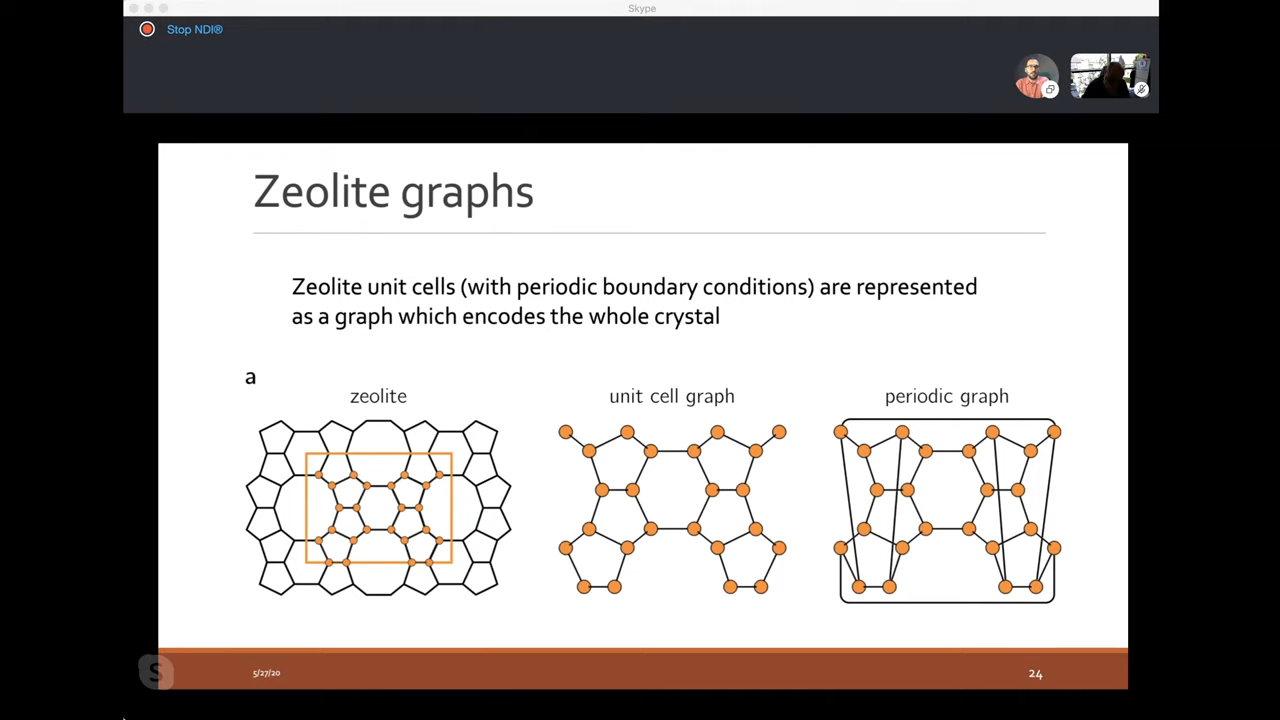 Skype
Stop NDI®
Zeolite graphs
Zeolite unit cells (with periodic boundary conditions) are represented
as a graph which encodes the whole crystal
a
zeolite
unit cell graph
periodic graph
S
5/27/20
24